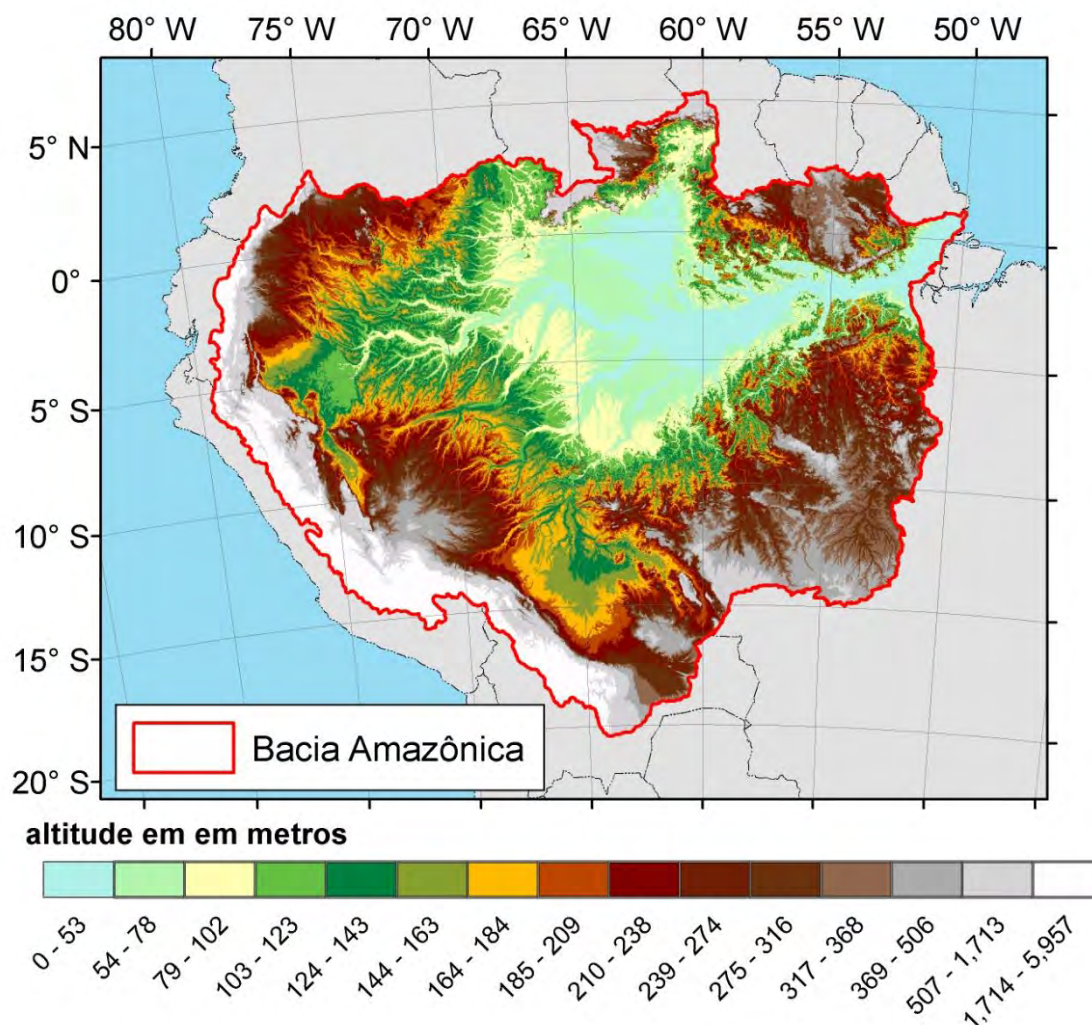 80° W 75° W 70° W 65° W 60° W 55° W 50° W
5° N
0°
5° S
10° S
15° S
20° S
Bacia Amazônica
altitude em em metros
0 - 53
54 - 78
79 - 102
103 - 123
124 - 143
144 - 163
164 - 184
185 - 209
210 - 238
239 - 274
275 - 316
317 - 368
369 - 506
507 - 1,713
1,714 - 5,957